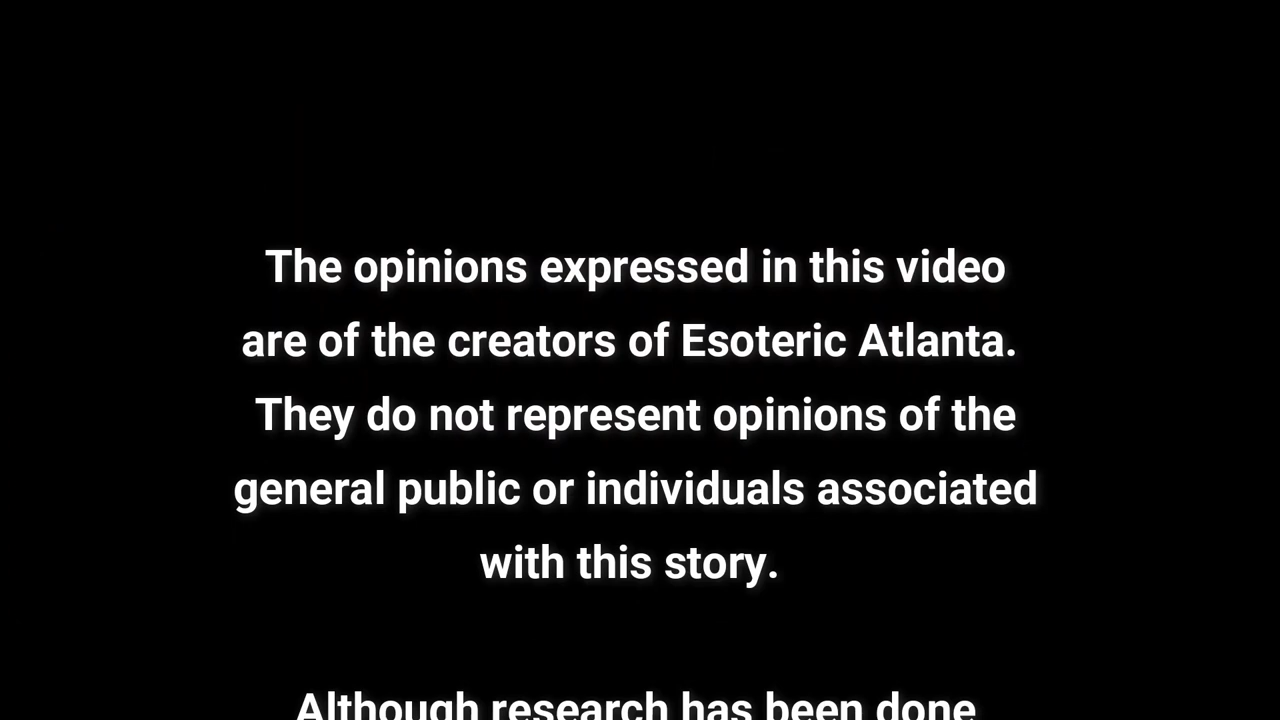 The opinions expressed in this video
are of the creators of Esoteric Atlanta.
They do not represent opinions of the
general public or individuals associated
with this story.
Although research has been done